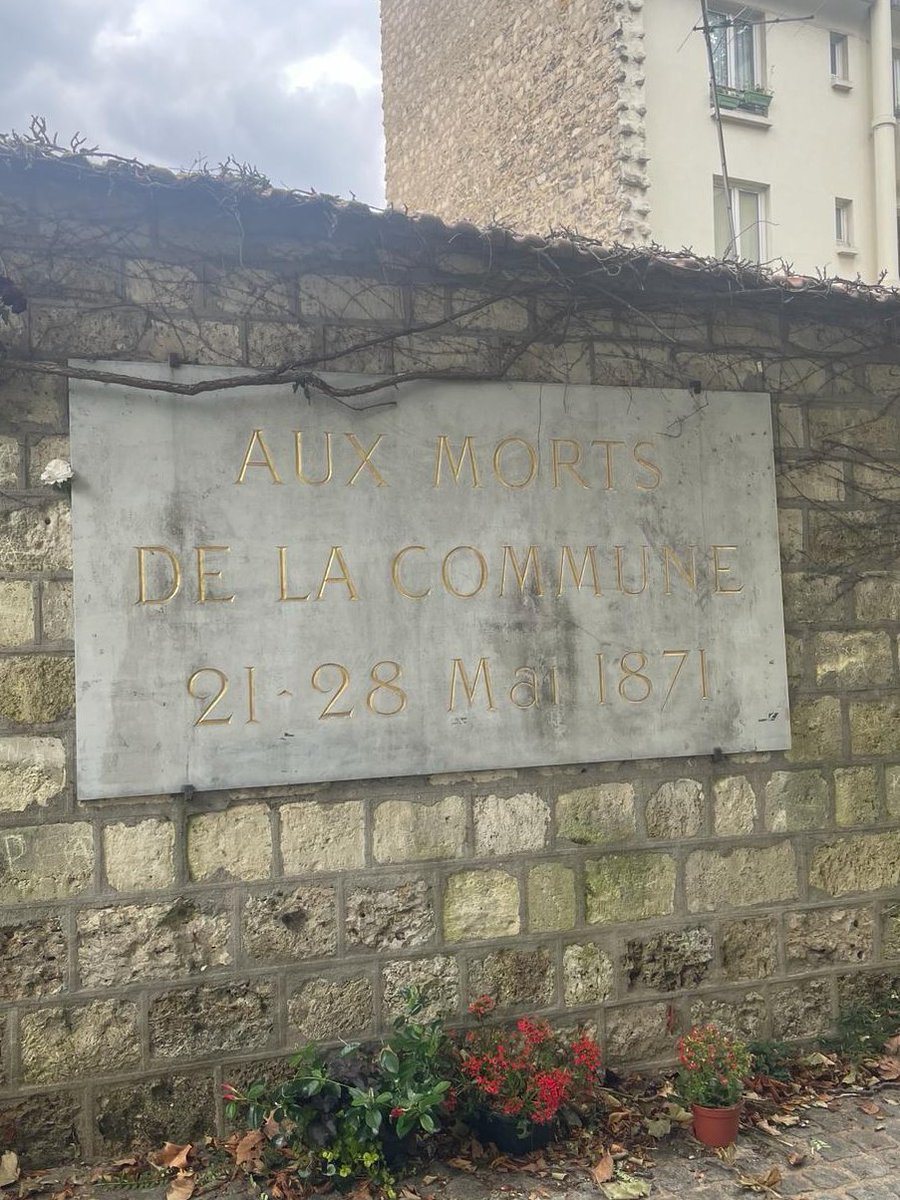 AUX MORTS
DE LA COMMUNE
21-28 Mai 1871